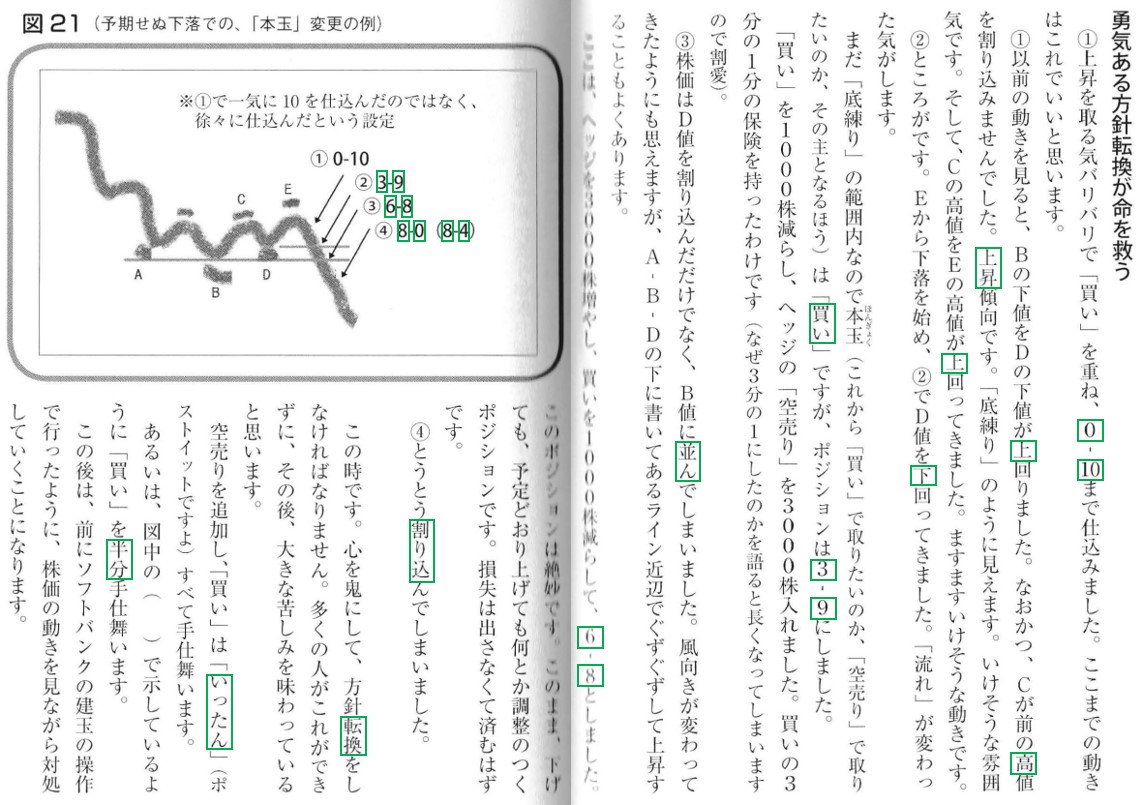 勇気ある方針転換が命を救う
①上昇を取る気バリバリで「買い」を重ね、0-10まで仕込みました。ここまでの動き
はこれでいいと思います。
①以前の動きを見ると、Bの下値をDの下値が上回りました。なおかつ、Cが前の高値
を割り込みませんでした。上昇傾向です。「底練り」のように見えます。いけそうな雰囲
気です。そして、Cの高値をEの高値が上回ってきました。ますますいけそうな動きです。
②ところがです。Eから下落を始め、②でD値を下回ってきました。「流れ」が変わっ
た気がします。
まだ「底練り」の範囲内なので本玉（これから「買い」で取りたいのか、「空売り」で取り
ほんぎょく
たいのか、その主となるほう）は「買い」ですが、ポジションは3-9にしました。
「買い」を1000株減らし、ヘッジの「空売り」を3000株入れました。買いの3
分の1分の保険を持ったわけです（なぜ3分の1にしたのかを語ると長くなってしまいます
ので割愛）。
③株価はD値を割り込んだだけでなく、B値に並んでしまいました。風向きが変わって
きたようにも思えますが、A-B-Dの下に書いてあるライン近辺でぐずぐずして上昇す
ることもよくあります。
ここは、ヘッジを3000株増やし、買いを1000株減らして、6-8としました。
図21（予期せぬ下落での、「本玉」変更の例）
※①で一気に10を仕込んだのではなく、
徐々に仕込んだという設定
① 0-10
② 3-9
③ 6-8
④ 8-0（8-4）
A
B
C
D
E
このポジションは絶妙です。このまま、下げ
ても、予定どおり上げても何とか調整のつく
ポジションです。損失は出さなくて済むはず
です。
④とうとう割り込んでしまいました。
この時です。心を鬼にして、方針転換をし
なければなりません。多くの人がこれができ
ずに、その後、大きな苦しみを味わっている
と思います。
空売りを追加し、「買い」は「いったん」（ポ
ストイットですよ）すべて手仕舞います。
あるいは、図中の（　　）で示しているよ
うに「買い」を半分手仕舞います。
この後は、前にソフトバンクの建玉の操作
で行ったように、株価の動きを見ながら対処
していくことになります。